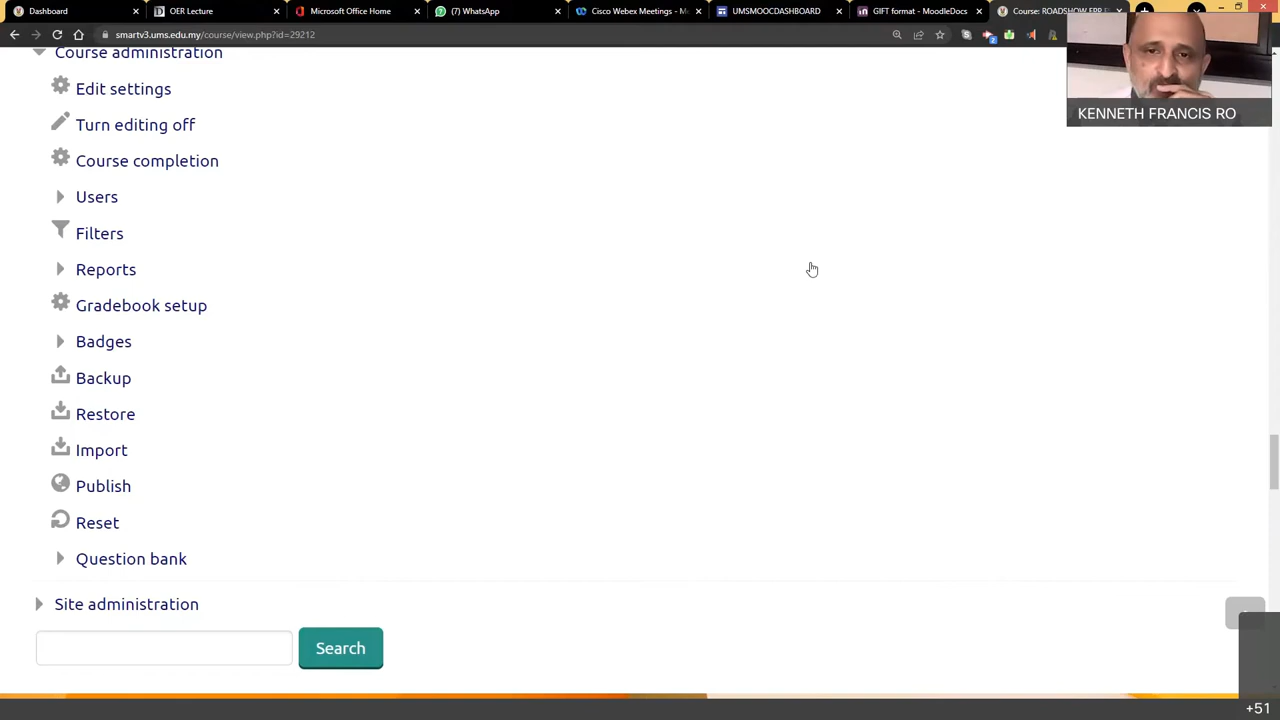 Dashboard
OER Lecture
Microsoft Office Home
(7) WhatsApp
Cisco Webex Meetings - M
UMSMOOCDASHBOARD
GIFT format - MoodleDocs
Course: ROADSHOW
smartv3.ums.edu.my/course/view.php?id=29212
2
KENNETH FRANCIS RO
Course administration
Edit settings
Turn editing off
Course completion
Users
Filters
Reports
Gradebook setup
Badges
Backup
Restore
Import
Publish
Reset
Question bank
Site administration
Search
+51